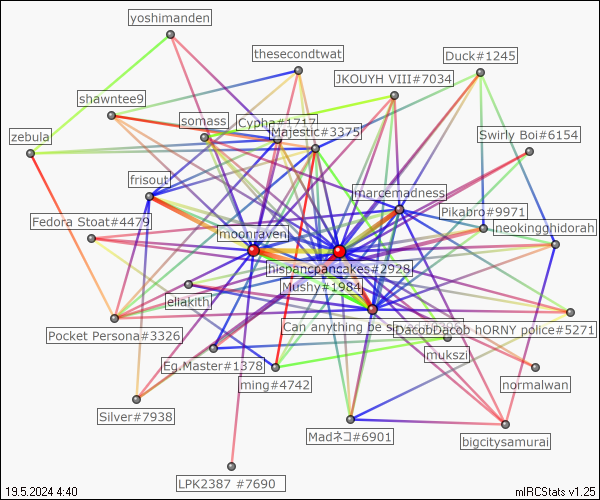 yoshimanden
thesecondtwat
Duck#1245
JKOUYH VIII#7034
shawntee9
somass
Cypha#1717
Majestic#3375
Swirly Boi#6154
zebula
frisout
marcemadness
Pikabro#9971
Fedora Stoat#4479
moonraven
neokingghidorah
hispancpancakes#2928
Mushy#1984
eliakith
Can anything be
DacobDacob hORNY police#5271
Pocket Persona#3326
mukszi
Eg.Master#1378
ming#4742
normalwan
Silver#7938
Madネコ#6901
bigcitysamurai
LPK2387 #7690
19.5.2024 4:40
mIRCStats v1.25